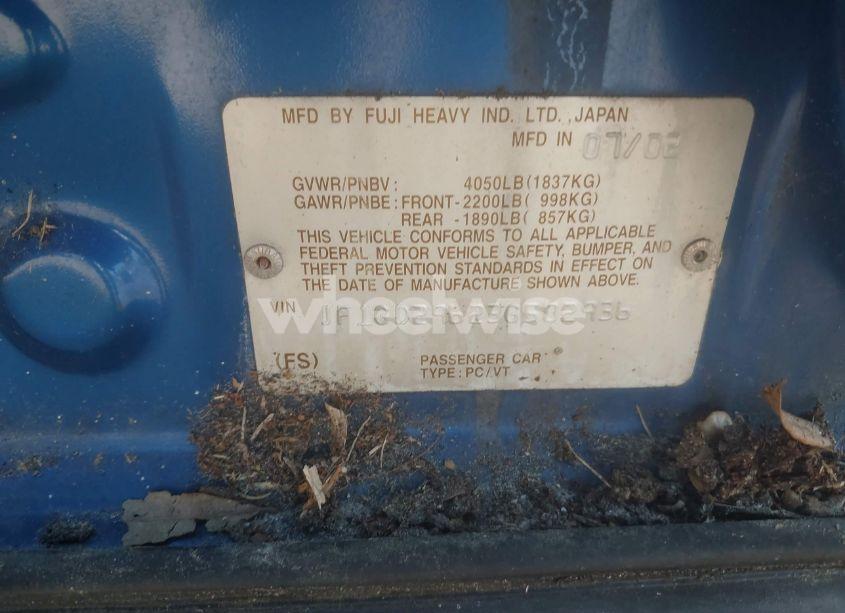 MFD BY FUJI HEAVY IND. LTD., JAPAN
MFD IN 07/02
GVWR/PNBV: 4050LB(1837KG)
GAWR/PNBE: FRONT-2200LB( 998KG)
REAR -1890LB( 857KG)
THIS VEHICLE CONFORMS TO ALL APPLICABLE
FEDERAL MOTOR VEHICLE SAFETY, BUMPER, AND
THEFT PREVENTION STANDARDS IN EFFECT ON
THE DATE OF MANUFACTURE SHOWN ABOVE.
VIN JF1GD29623G502936
wheelwise
(FS) PASSENGER CAR
TYPE: PC/VT